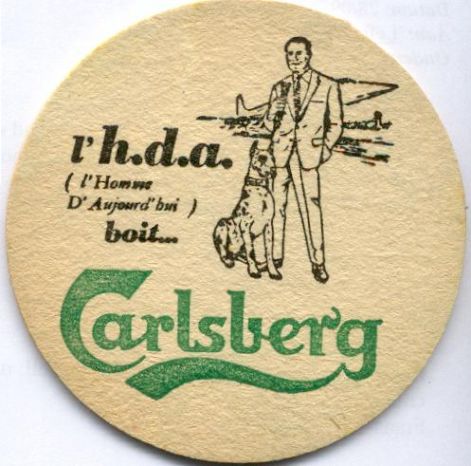 l'h.d.a.
( l'Homme
D'Aujourd'hui )
boit...
Carlsberg